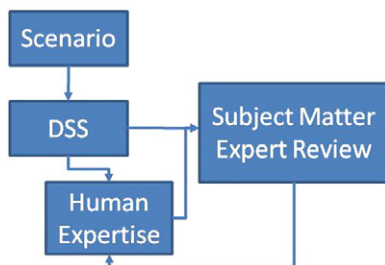 Scenario
DSS
Subject Matter
Expert Review
Human
Expertise